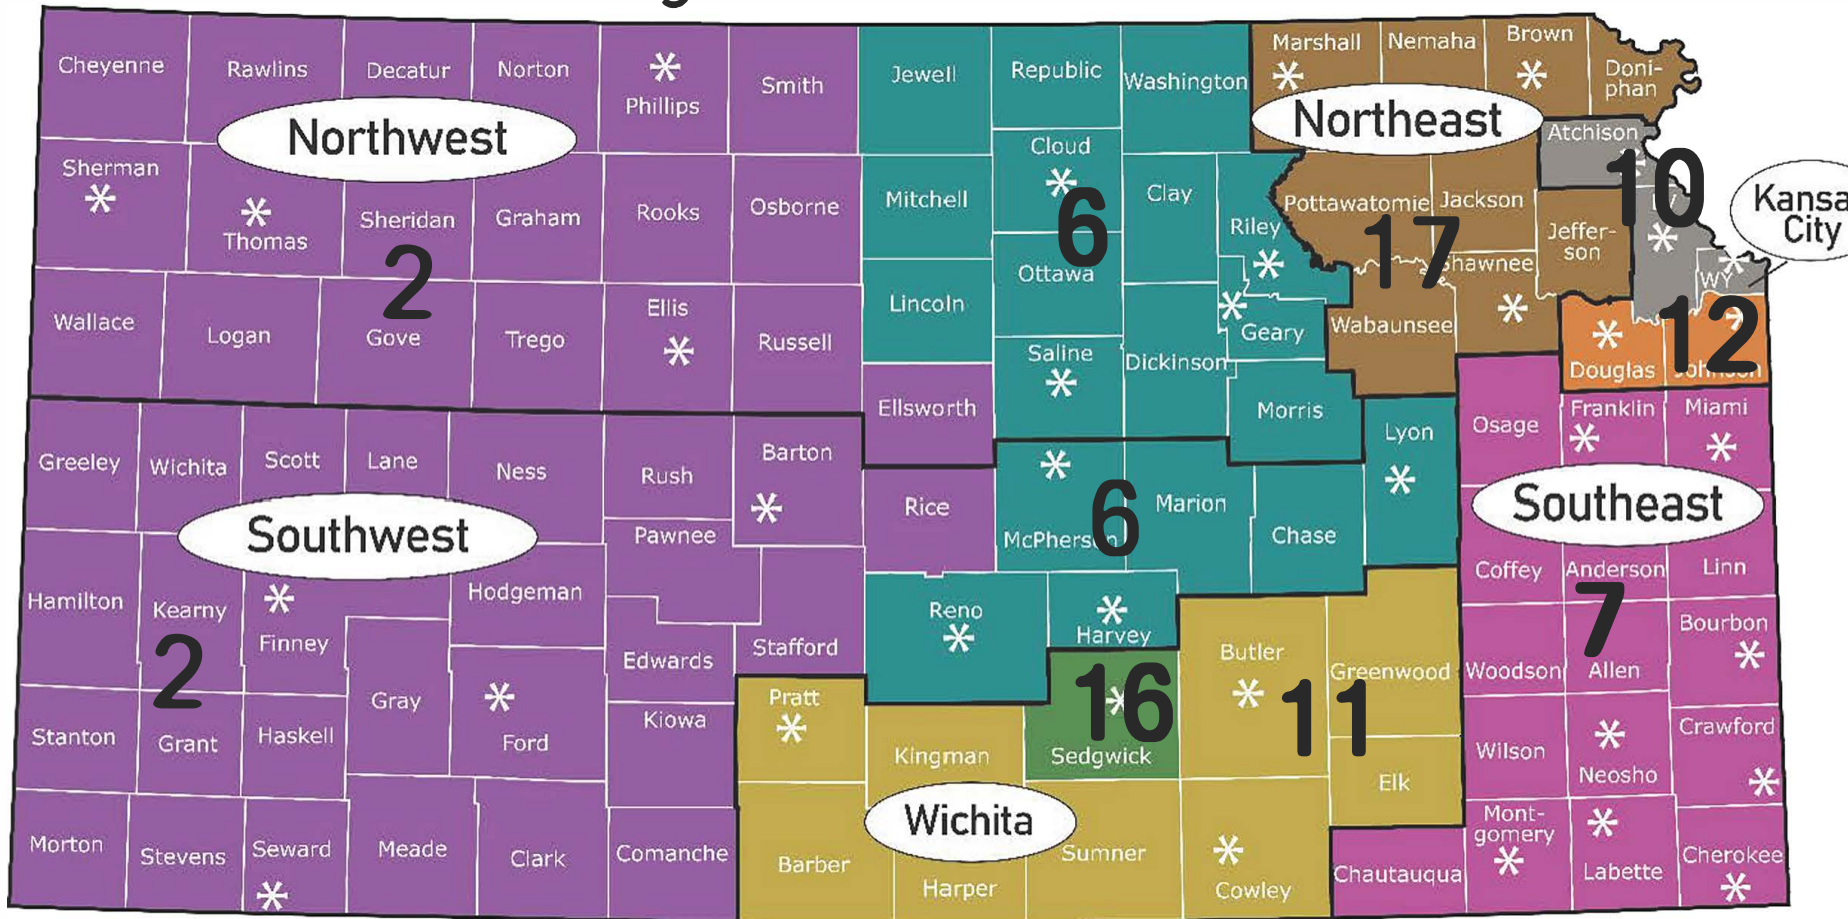 Cheyenne
Rawlins
Decatur
Norton
Phillips
Smith
Jewell
Republic
Washington
Marshall
Nemaha
Brown
Doni-
phan
Northwest
Northeast
Atchison
Sherman
Thomas
Sheridan
Graham
Rooks
Osborne
Mitchell
Cloud
Clay
Riley
Pottawatomie
Jackson
Jeffer-
son
10
Kansa
City
2
6
17
Ottawa
Shawnee
WY
Wallace
Logan
Gove
Trego
Ellis
Russell
Lincoln
Saline
Dickinson
Geary
Wabaunsee
Douglas
12
Johnson
Ellsworth
Morris
Lyon
Osage
Franklin
Miami
Greeley
Wichita
Scott
Lane
Ness
Rush
Barton
Rice
McPherson
6
Marion
Chase
Southwest
Southeast
Pawnee
Coffey
Anderson
Linn
Hamilton
Kearny
Finney
Hodgeman
Edwards
Stafford
Reno
Harvey
Butler
Greenwood
Woodson
7
Allen
Bourbon
2
Stanton
Grant
Haskell
Gray
Ford
Kiowa
Pratt
Kingman
16
Sedgwick
11
Elk
Wilson
Neosho
Crawford
Morton
Stevens
Seward
Meade
Clark
Comanche
Barber
Wichita
Harper
Sumner
Cowley
Chautauqua
Mont-
gomery
Labette
Cherokee